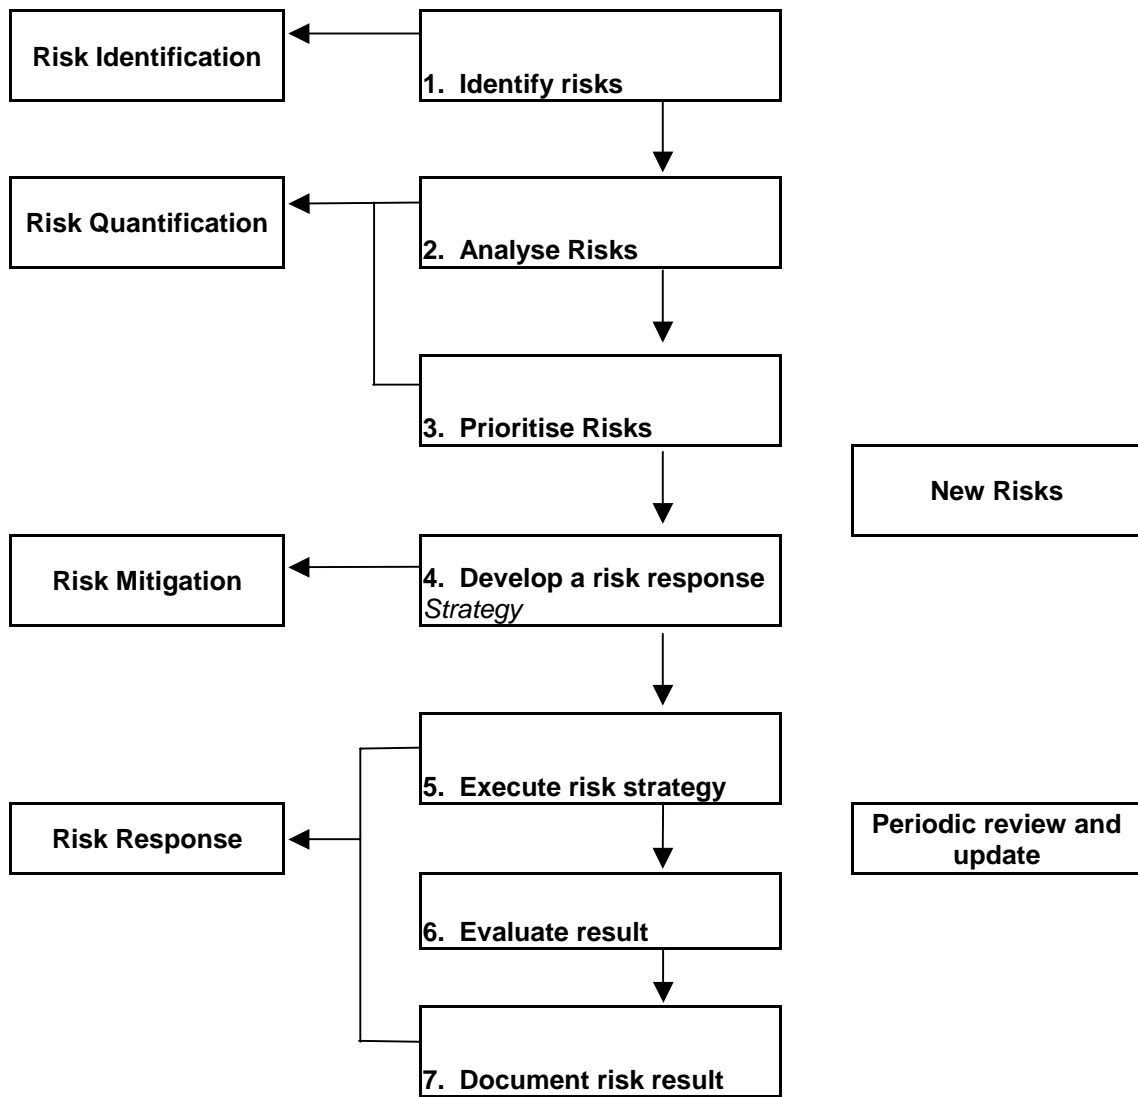 Risk Identification
1. Identify risks
Risk Quantification
2. Analyse Risks
3. Prioritise Risks
New Risks
Risk Mitigation
4. Develop a risk response
Strategy
5. Execute risk strategy
Risk Response
Periodic review and
update
6. Evaluate result
7. Document risk result